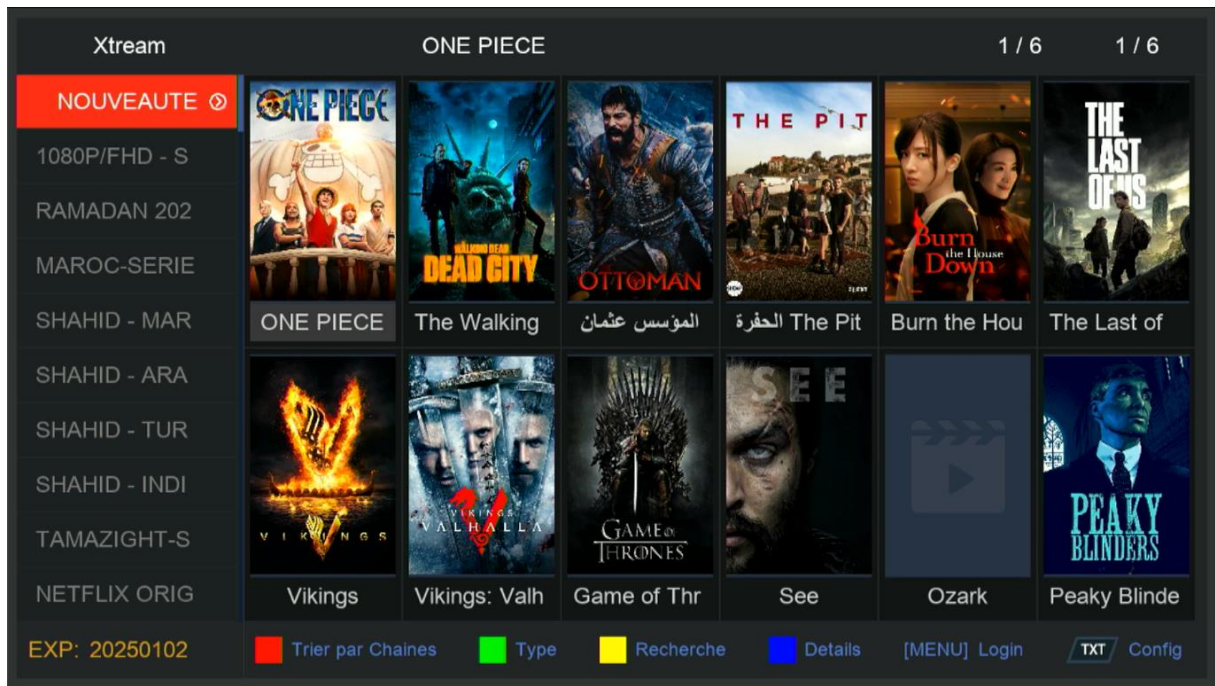 Xtream
ONE PIECE
1 / 6
1 / 6
NOUVEAUTE
1080P/FHD - S
RAMADAN 202
MAROC-SERIE
SHAHID - MAR
SHAHID - ARA
SHAHID - TUR
SHAHID - INDI
TAMAZIGHT-S
NETFLIX ORIG
ONE PIECE
WALKING DEAD
DEAD CITY
OTTOMAN
THE PIT
Burn
the House
Down
THE
LAST
OF US
ONE PIECE
The Walking
المؤسس عثمان
الحفرة The Pit
Burn the Hou
The Last of
VIKINGS
VIKINGS
VALHALLA
GAME OF
THRONES
SEE
PEAKY
BLINDERS
Vikings
Vikings: Valh
Game of Thr
See
Ozark
Peaky Blinde
EXP: 20250102
Trier par Chaines
Type
Recherche
Details
[MENU] Login
TXT Config